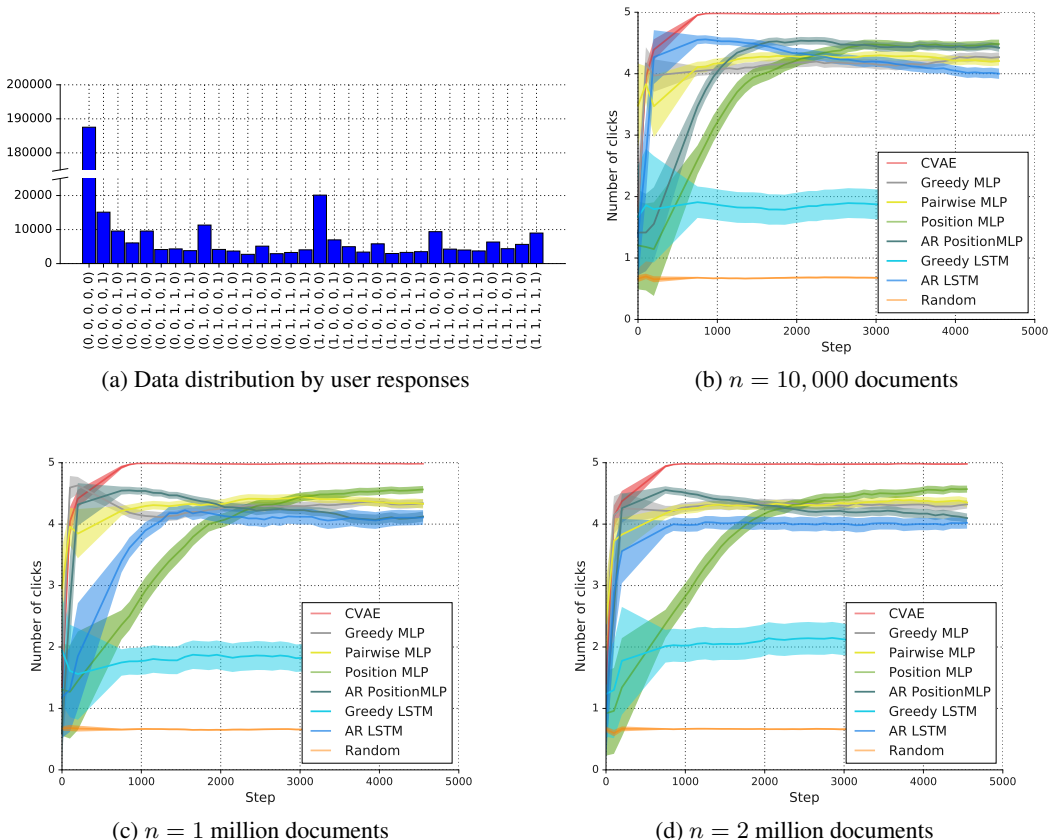 200000
190000
180000
20000
10000
0
(0, 0, 0, 0, 0)
(0, 0, 0, 0, 1)
(0, 0, 0, 1, 0)
(0, 0, 0, 1, 1)
(0, 0, 1, 0, 0)
(0, 0, 1, 0, 1)
(0, 0, 1, 1, 0)
(0, 0, 1, 1, 1)
(0, 1, 0, 0, 0)
(0, 1, 0, 0, 1)
(0, 1, 0, 1, 0)
(0, 1, 0, 1, 1)
(0, 1, 1, 0, 0)
(0, 1, 1, 0, 1)
(0, 1, 1, 1, 0)
(0, 1, 1, 1, 1)
(1, 0, 0, 0, 0)
(1, 0, 0, 0, 1)
(1, 0, 0, 1, 0)
(1, 0, 0, 1, 1)
(1, 0, 1, 0, 0)
(1, 0, 1, 0, 1)
(1, 0, 1, 1, 0)
(1, 0, 1, 1, 1)
(1, 1, 0, 0, 0)
(1, 1, 0, 0, 1)
(1, 1, 0, 1, 0)
(1, 1, 0, 1, 1)
(1, 1, 1, 0, 0)
(1, 1, 1, 0, 1)
(1, 1, 1, 1, 0)
(1, 1, 1, 1, 1)
(a) Data distribution by user responses
Number of clicks
5
4
3
2
1
0
CVAE
Greedy MLP
Pairwise MLP
Position MLP
AR PositionMLP
Greedy LSTM
AR LSTM
Random
0 1000 2000 3000 4000 5000
Step
(b) n = 10, 000 documents
Number of clicks
5
4
3
2
1
0
CVAE
Greedy MLP
Pairwise MLP
Position MLP
AR PositionMLP
Greedy LSTM
AR LSTM
Random
0 1000 2000 3000 4000 5000
Step
(c) n = 1 million documents
Number of clicks
5
4
3
2
1
0
CVAE
Greedy MLP
Pairwise MLP
Position MLP
AR PositionMLP
Greedy LSTM
AR LSTM
Random
0 1000 2000 3000 4000 5000
Step
(d) n = 2 million documents